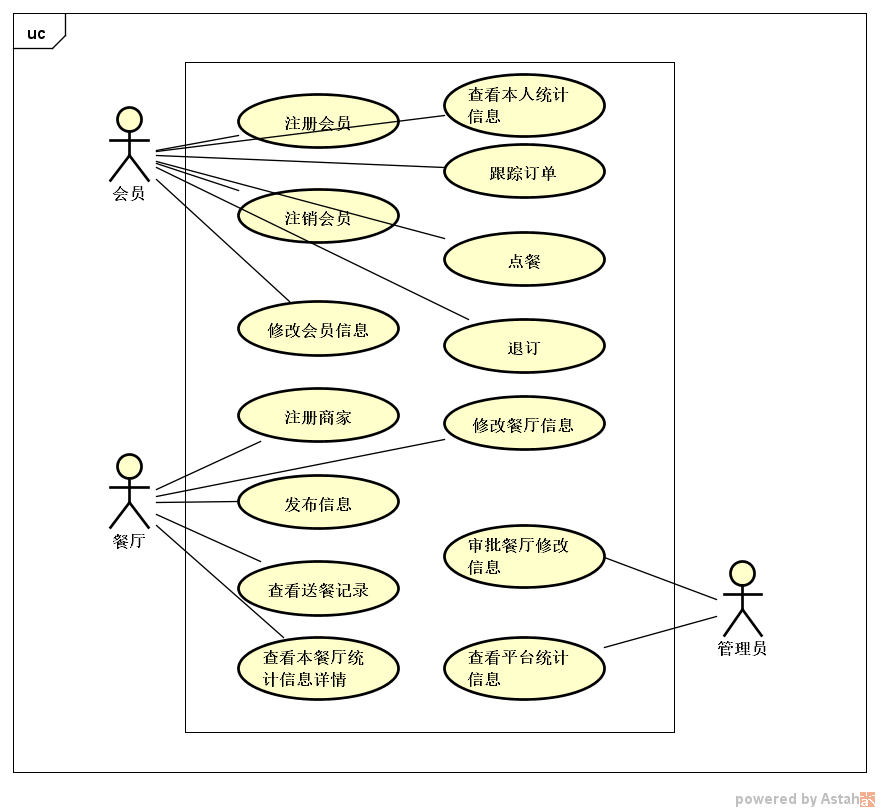 uc
注册会员
查看本人统计
信息
跟踪订单
会员
注销会员
点餐
修改会员信息
退订
注册商家
修改餐厅信息
发布信息
餐厅
审批餐厅修改
信息
查看送餐记录
查看本餐厅统
计信息详情
查看平台统计
信息
管理员
powered by Astah